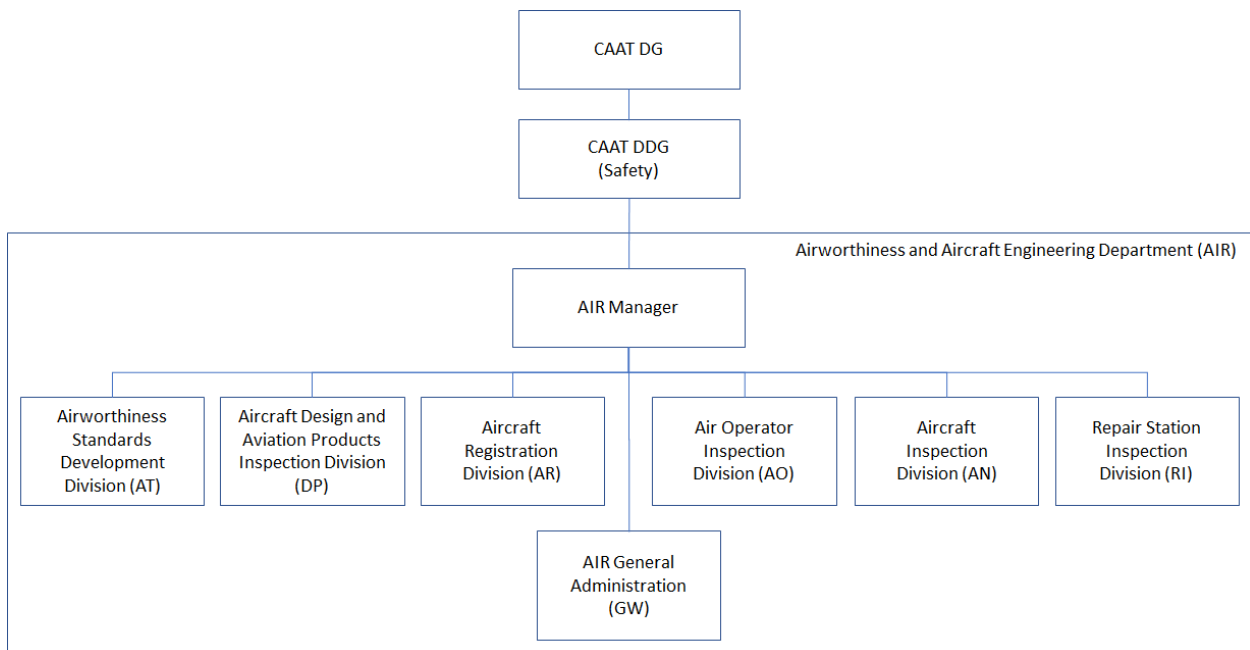 CAAT DG
CAAT DDG
(Safety)
Airworthiness and Aircraft Engineering Department (AIR)
AIR Manager
Airworthiness
Standards
Development
Division (AT)
Aircraft Design and
Aviation Products
Inspection Division
(DP)
Aircraft
Registration
Division (AR)
Air Operator
Inspection
Division (AO)
Aircraft
Inspection
Division (AN)
Repair Station
Inspection
Division (RI)
AIR General
Administration
(GW)